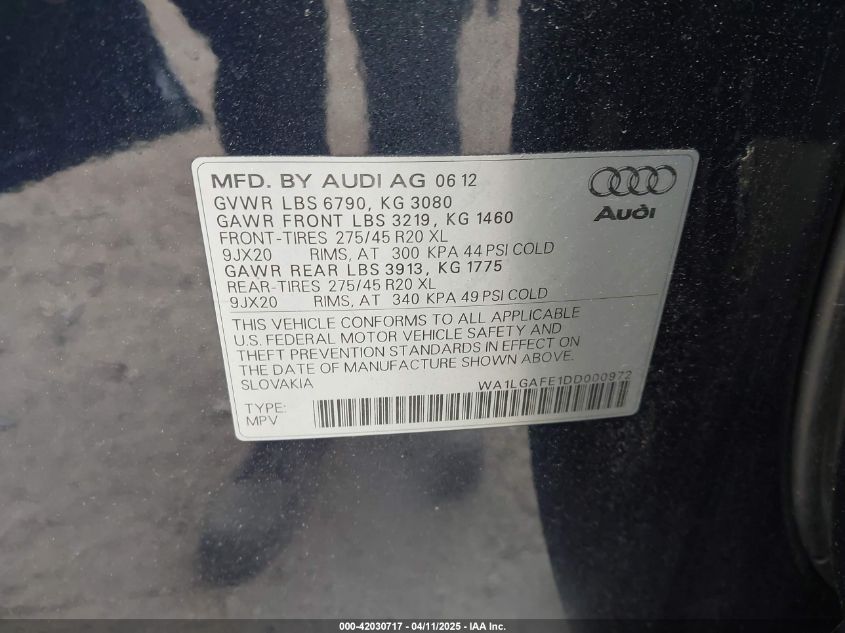 MFD. BY AUDI AG 06 12
GVWR LBS 6790, KG 3080
GAWR FRONT LBS 3219, KG 1460
FRONT-TIRES 275/45 R20 XL
9JX20 RIMS, AT 300 KPA 44 PSI COLD
GAWR REAR LBS 3913, KG 1775
REAR-TIRES 275/45 R20 XL
9JX20 RIMS, AT 340 KPA 49 PSI COLD
Audi
THIS VEHICLE CONFORMS TO ALL APPLICABLE
U.S. FEDERAL MOTOR VEHICLE SAFETY AND
THEFT PREVENTION STANDARDS IN EFFECT ON
THE DATE OF MANUFACTURE SHOWN ABOVE.
SLOVAKIA WA1LGAFE1DD000972
TYPE:
MPV
000-42030717 - 04/11/2025 - IAA Inc.